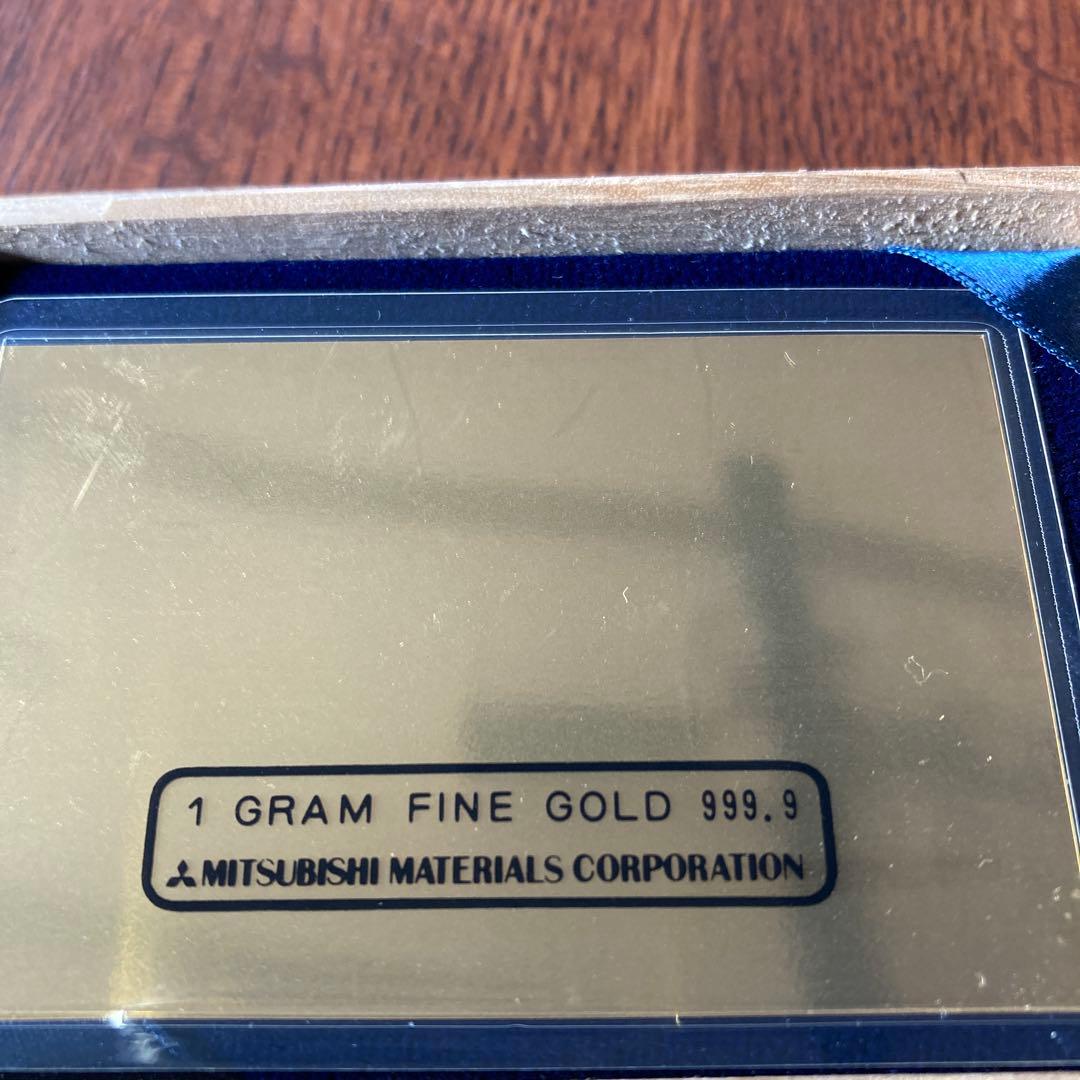 1 GRAM FINE GOLD 999.9
MITSUBISHI MATERIALS CORPORATION